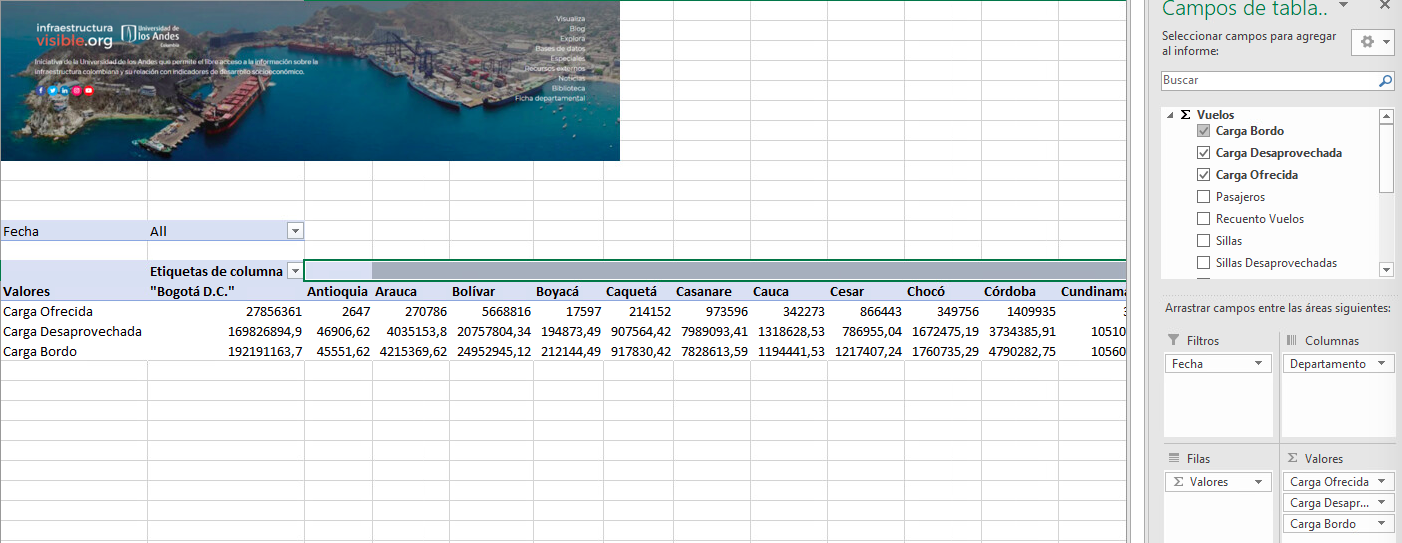 infraestructura
visible.org
Universidad de
los Andes
Colombia
Iniciativa de la Universidad de los Andes que permite el libre acceso a la información sobre la
infraestructura colombiana y su relación con indicadores de desarrollo socioeconómico.
Visualiza
Blog
Explora
Bases de datos
Especiales
Recursos externos
Noticias
Biblioteca
Ficha departamental
Fecha All
Etiquetas de columna
Valores "Bogotá D.C." Antioquia Arauca Bolívar Boyacá Caquetá Casanare Cauca Cesar Chocó Córdoba Cundinama
Carga Ofrecida 27856361 2647 270786 5668816 17597 214152 973596 342273 866443 349756 1409935
Carga Desaprovechada 169826894,9 46906,62 4035153,8 20757804,34 194873,49 907564,42 7989093,41 1318628,53 786955,04 1672475,19 3734385,91 10510
Carga Bordo 192191163,7 45551,62 4215369,62 24952945,12 212144,49 917830,42 7828613,59 1194441,53 1217407,24 1760735,29 4790282,75 10560
Campos de tabla..
Seleccionar campos para agregar
al informe:
Buscar
Σ Vuelos
Carga Bordo
Carga Desaprovechada
Carga Ofrecida
Pasajeros
Recuento Vuelos
Sillas
Sillas Desaprovechadas
Arrastrar campos entre las áreas siguientes:
Filtros
Fecha
Columnas
Departamento
Filas
Σ Valores
Σ Valores
Carga Ofrecida
Carga Desapr...
Carga Bordo